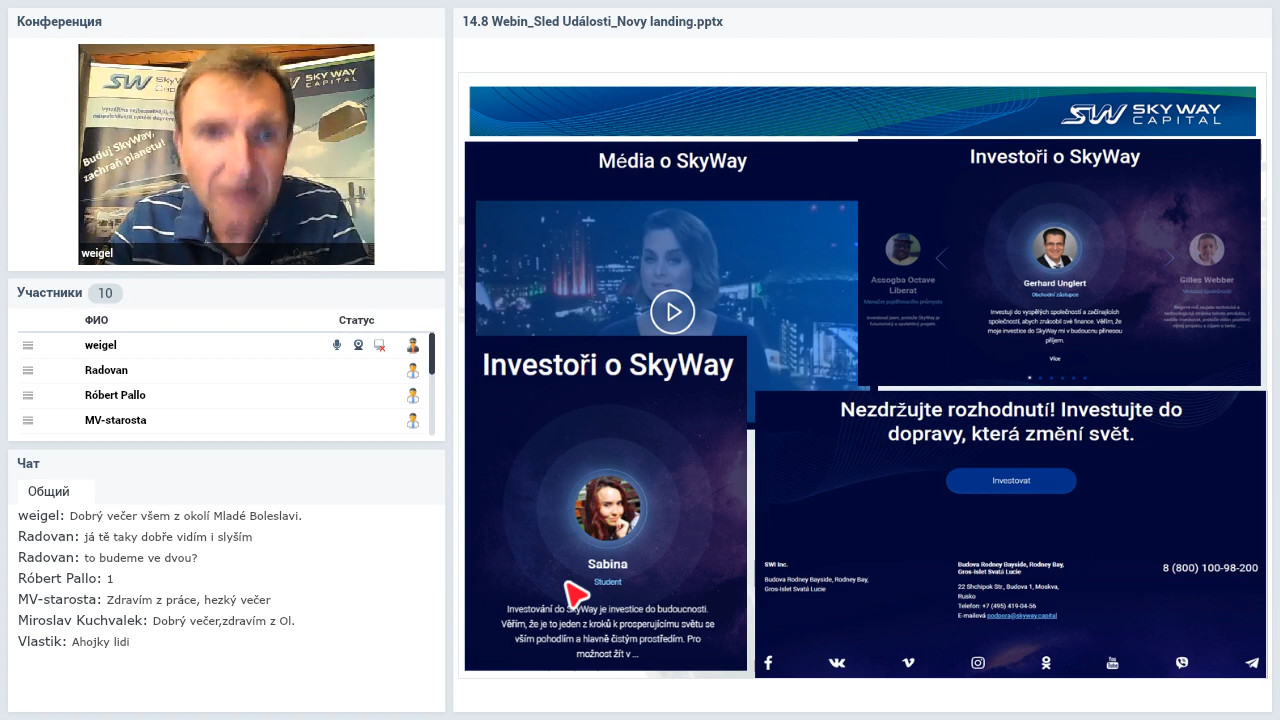 Конференция
SW
SKY WAY
CAPITAL
Buduj SkyWay,
zachraň planetu!
weigel
Участники 10
ФИО Статус
weigel
Radovan
Róbert Pallo
MV-starosta
Чат
Общий
weigel: Dobrý večer všem z okolí Mladé Boleslavi.
Radovan: já tě taky dobře vidím i slyším
Radovan: to budeme ve dvou?
Róbert Pallo: 1
MV-starosta: Zdravím z práce, hezký večer
Miroslav Kuchvalek: Dobrý večer,zdravím z Ol.
Vlastik: Ahojky lidi
14.8 Webin_Sled Události_Novy landing.pptx
SW SKY WAY
CAPITAL
Média o SkyWay
Investoři o SkyWay
Assogba Octave
Liberat
Gerhard Unglert
Obchodní zástupce
Investuji do vyspělých společností a začínajících
společností, abych znásobil své finance. Věřím, že
moje investice do SkyWay mi v budoucnu přinesou
příjem.
Více
Gilles Webber
Investoři o SkyWay
Sabina
Student
Investování do SkyWay je investice do budoucnosti.
Věřím, že je to jeden z kroků k prosperujícímu světu se
vším pohodlím a hlavně čistým prostředím. Pro
možnost žít v ...
Nezdržujte rozhodnutí! Investujte do
dopravy, která změní svět.
Investovat
SWI Inc.
Budova Rodney Bayside, Rodney Bay,
Gros-Islet Svatá Lucie
Budova Rodney Bayside, Rodney Bay,
Gros-Islet Svatá Lucie
22 Shchipok Str., Budova 1, Moskva,
Rusko
Telefon: +7 (495) 419-04-56
E-mailová podpora@skyway.capital
8 (800) 100-98-200
You
Tube